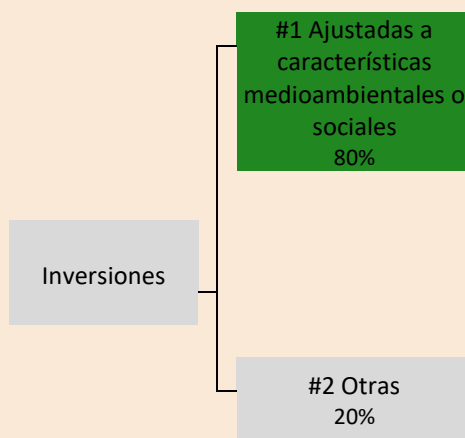 #1 Ajustadas a
características
medioambientales o
sociales
80%
Inversiones
#2 Otras
20%